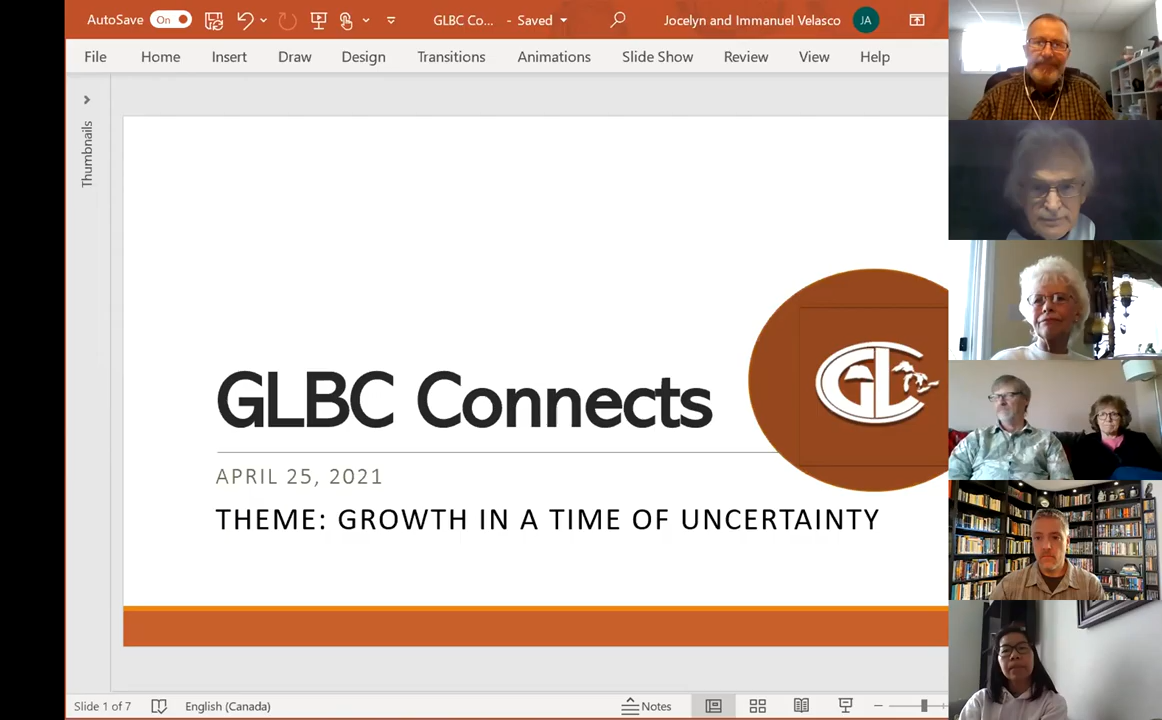 AutoSave On GLBC Co... - Saved Jocelyn and Immanuel Velasco JA
File Home Insert Draw Design Transitions Animations Slide Show Review View Help
Thumbnails
GLBC Connects
GLC
APRIL 25, 2021
THEME: GROWTH IN A TIME OF UNCERTAINTY
Slide 1 of 7 English (Canada) Notes